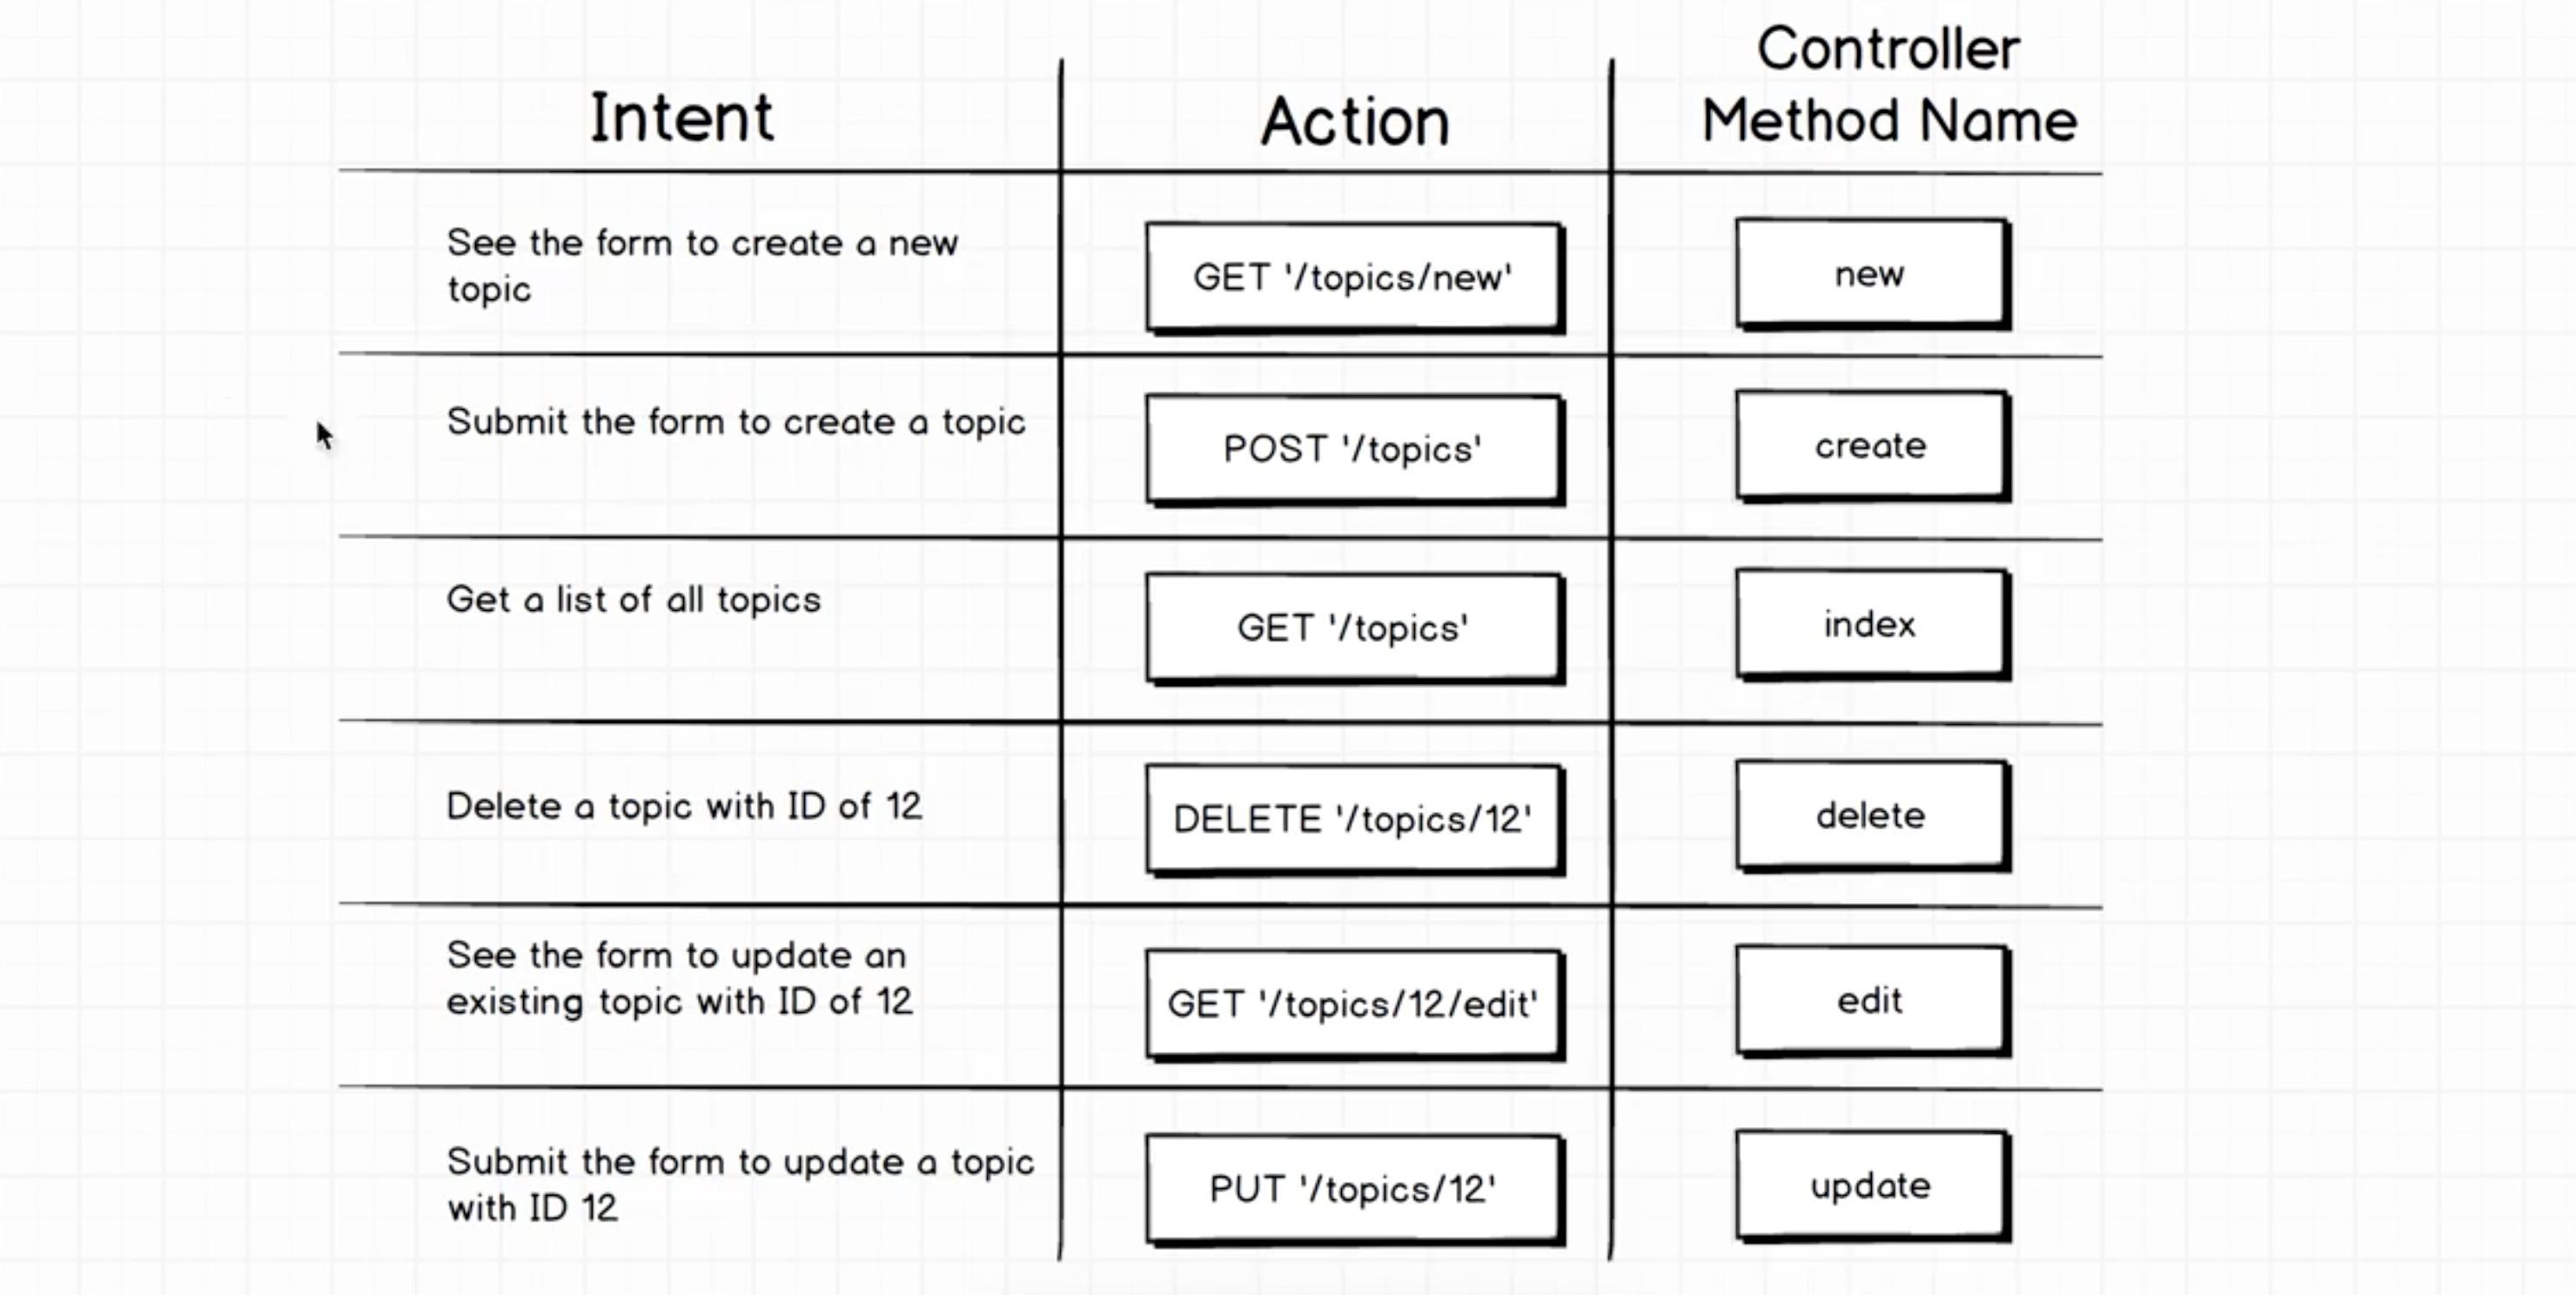 Intent
Action
Controller
Method Name
See the form to create a new
topic
GET '/topics/new'
new
Submit the form to create a topic
POST '/topics'
create
Get a list of all topics
GET '/topics'
index
Delete a topic with ID of 12
DELETE '/topics/12'
delete
See the form to update an
existing topic with ID of 12
GET '/topics/12/edit'
edit
Submit the form to update a topic
with ID 12
PUT '/topics/12'
update